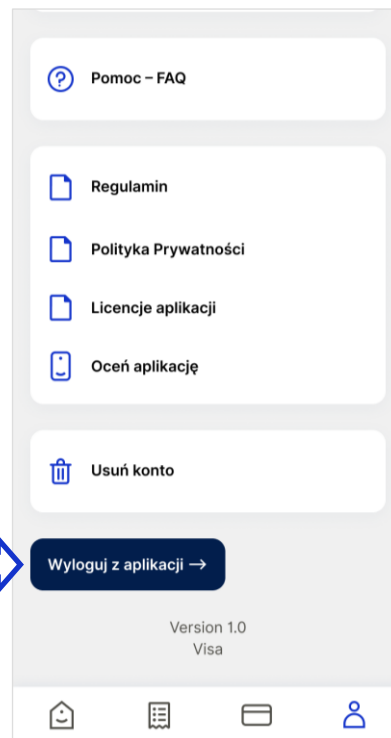 Pomoc – FAQ
Regulamin
Polityka Prywatności
Licencje aplikacji
Oceń aplikację
Usuń konto
Wyloguj z aplikacji →
Version 1.0
Visa